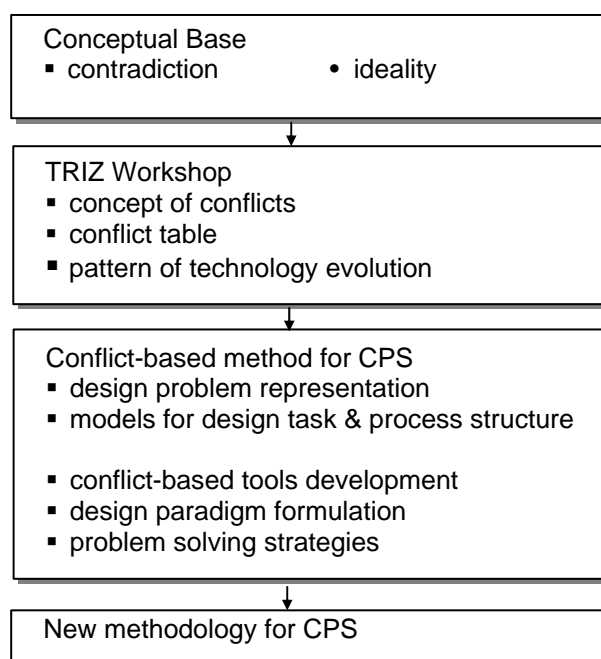 Conceptual Base
▪ contradiction • ideality
TRIZ Workshop
▪ concept of conflicts
▪ conflict table
▪ pattern of technology evolution
Conflict-based method for CPS
▪ design problem representation
▪ models for design task & process structure
▪ conflict-based tools development
▪ design paradigm formulation
▪ problem solving strategies
New methodology for CPS